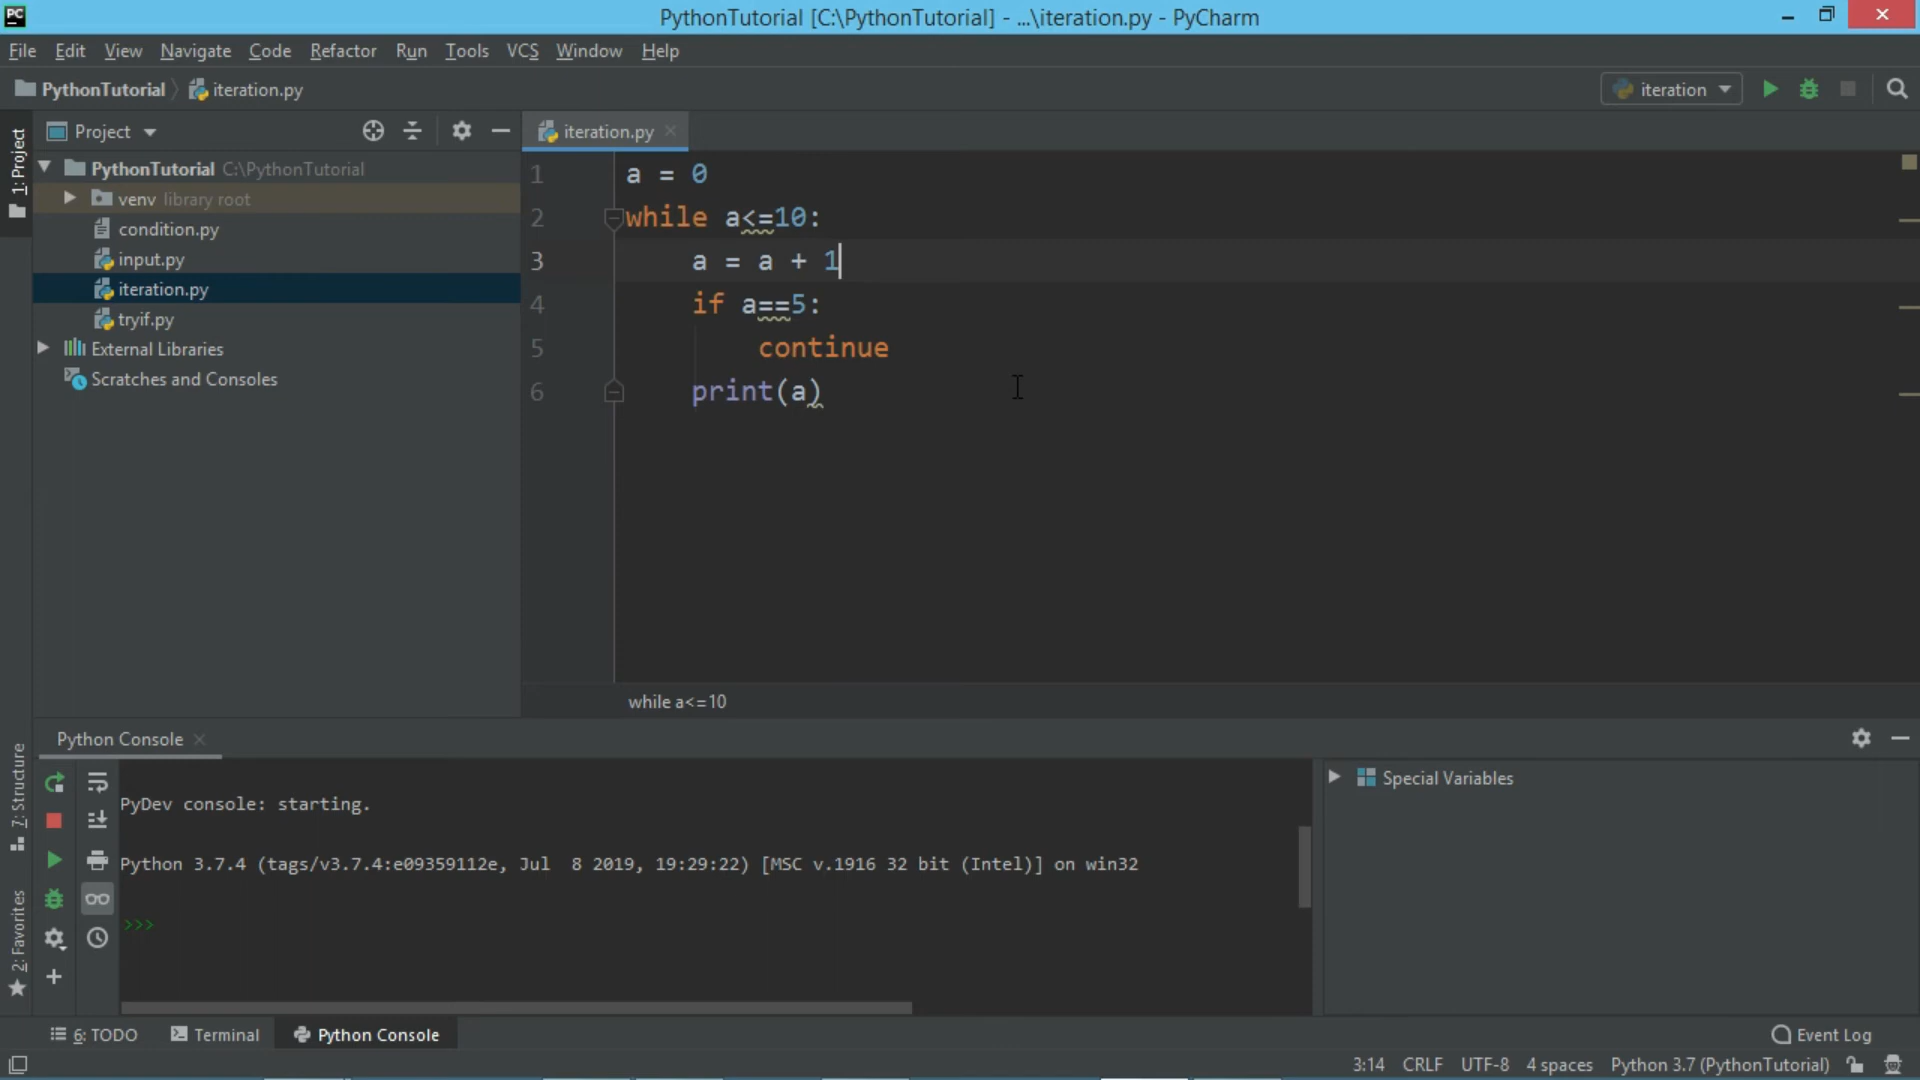 PC
PythonTutorial [C:\PythonTutorial] - ...\iteration.py - PyCharm
File Edit View Navigate Code Refactor Run Tools VCS Window Help
PythonTutorial iteration.py
iteration
1: Project
Project
iteration.py
PythonTutorial C:\PythonTutorial
venv library root
condition.py
input.py
iteration.py
tryif.py
External Libraries
Scratches and Consoles
1 a = 0
2 while a<=10:
3 a = a + 1
4 if a==5:
5 continue
6 print(a)
while a<=10
7: Structure
2: Favorites
Python Console
PyDev console: starting.
Python 3.7.4 (tags/v3.7.4:e09359112e, Jul  8 2019, 19:29:22) [MSC v.1916 32 bit (Intel)] on win32
>>>
Special Variables
6: TODO Terminal Python Console Event Log
3:14 CRLF UTF-8 4 spaces Python 3.7 (PythonTutorial)